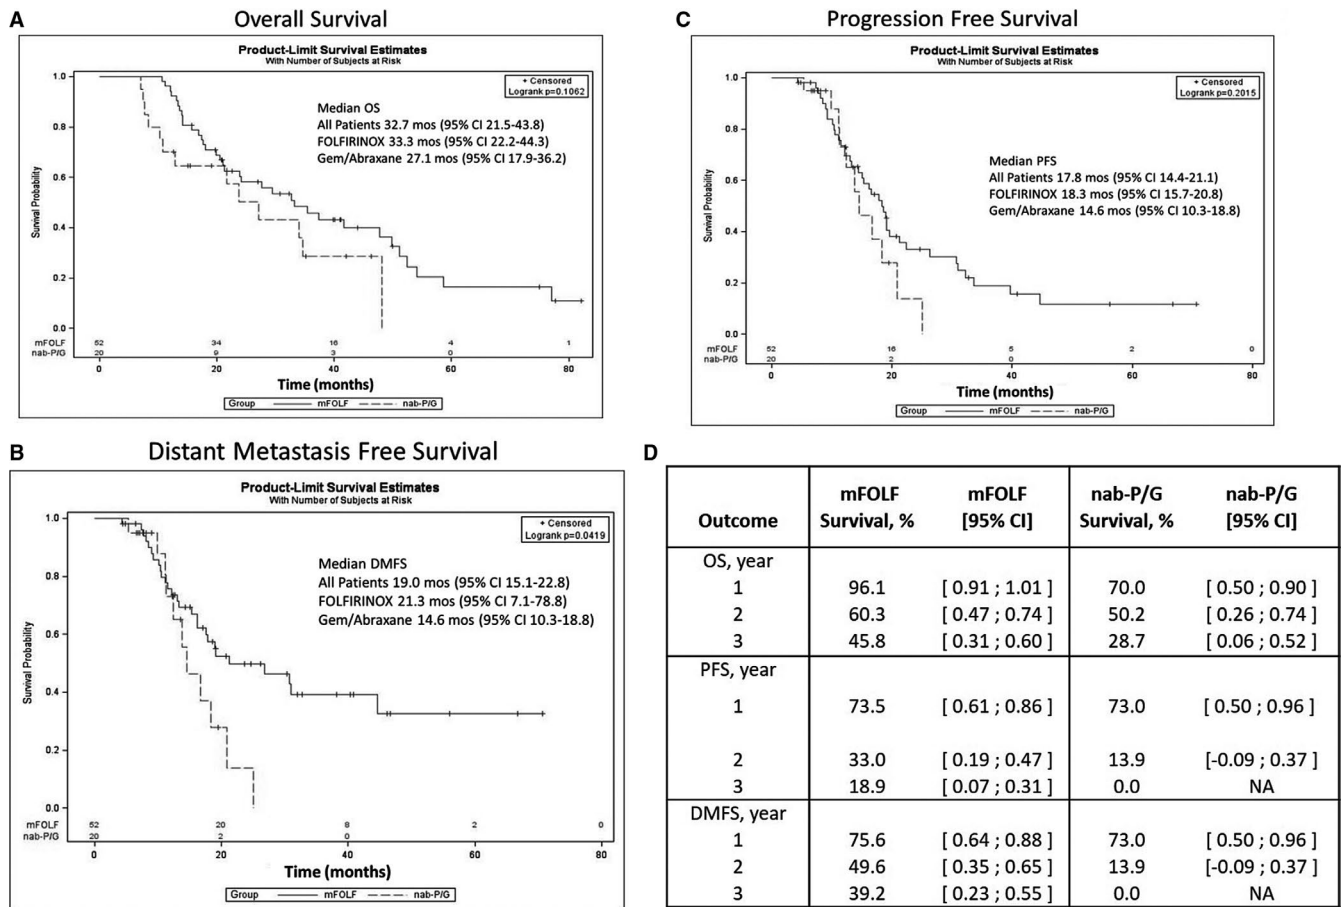 A
Overall Survival
Product-Limit Survival Estimates
With Number of Subjects at Risk
+ Censored
Logrank p=0.1062
Median OS
All Patients 32.7 mos (95% CI 21.5-43.8)
FOLFIRINOX 33.3 mos (95% CI 22.2-44.3)
Gem/Abraxane 27.1 mos (95% CI 17.9-36.2)
Survival Probability
1.0
0.8
0.6
0.4
0.2
0.0
mFOLF 52 34 16 4 1
nab-P/G 20 9 3 0
0 20 40 60 80
Time (months)
Group mFOLF nab-P/G
C
Progression Free Survival
Product-Limit Survival Estimates
With Number of Subjects at Risk
+ Censored
Logrank p=0.2015
Median PFS
All Patients 17.8 mos (95% CI 14.4-21.1)
FOLFIRINOX 18.3 mos (95% CI 15.7-20.8)
Gem/Abraxane 14.6 mos (95% CI 10.3-18.8)
Survival Probability
1.0
0.8
0.6
0.4
0.2
0.0
mFOLF 52 16 5 2 0
nab-P/G 20 2 0
0 20 40 60 80
Time (months)
Group mFOLF nab-P/G
B
Distant Metastasis Free Survival
Product-Limit Survival Estimates
With Number of Subjects at Risk
+ Censored
Logrank p=0.0419
Median DMFS
All Patients 19.0 mos (95% CI 15.1-22.8)
FOLFIRINOX 21.3 mos (95% CI 7.1-78.8)
Gem/Abraxane 14.6 mos (95% CI 10.3-18.8)
Survival Probability
1.0
0.8
0.6
0.4
0.2
0.0
mFOLF 52 20 8 2 0
nab-P/G 20 2 0
0 20 40 60 80
Time (months)
Group mFOLF nab-P/G
D
mFOLF mFOLF nab-P/G nab-P/G
Outcome Survival, % [95% CI] Survival, % [95% CI]
OS, year
1 96.1 [ 0.91 ; 1.01 ] 70.0 [ 0.50 ; 0.90 ]
2 60.3 [ 0.47 ; 0.74 ] 50.2 [ 0.26 ; 0.74 ]
3 45.8 [ 0.31 ; 0.60 ] 28.7 [ 0.06 ; 0.52 ]
PFS, year
1 73.5 [ 0.61 ; 0.86 ] 73.0 [ 0.50 ; 0.96 ]
2 33.0 [ 0.19 ; 0.47 ] 13.9 [-0.09 ; 0.37 ]
3 18.9 [ 0.07 ; 0.31 ] 0.0 NA
DMFS, year
1 75.6 [ 0.64 ; 0.88 ] 73.0 [ 0.50 ; 0.96 ]
2 49.6 [ 0.35 ; 0.65 ] 13.9 [-0.09 ; 0.37 ]
3 39.2 [ 0.23 ; 0.55 ] 0.0 NA